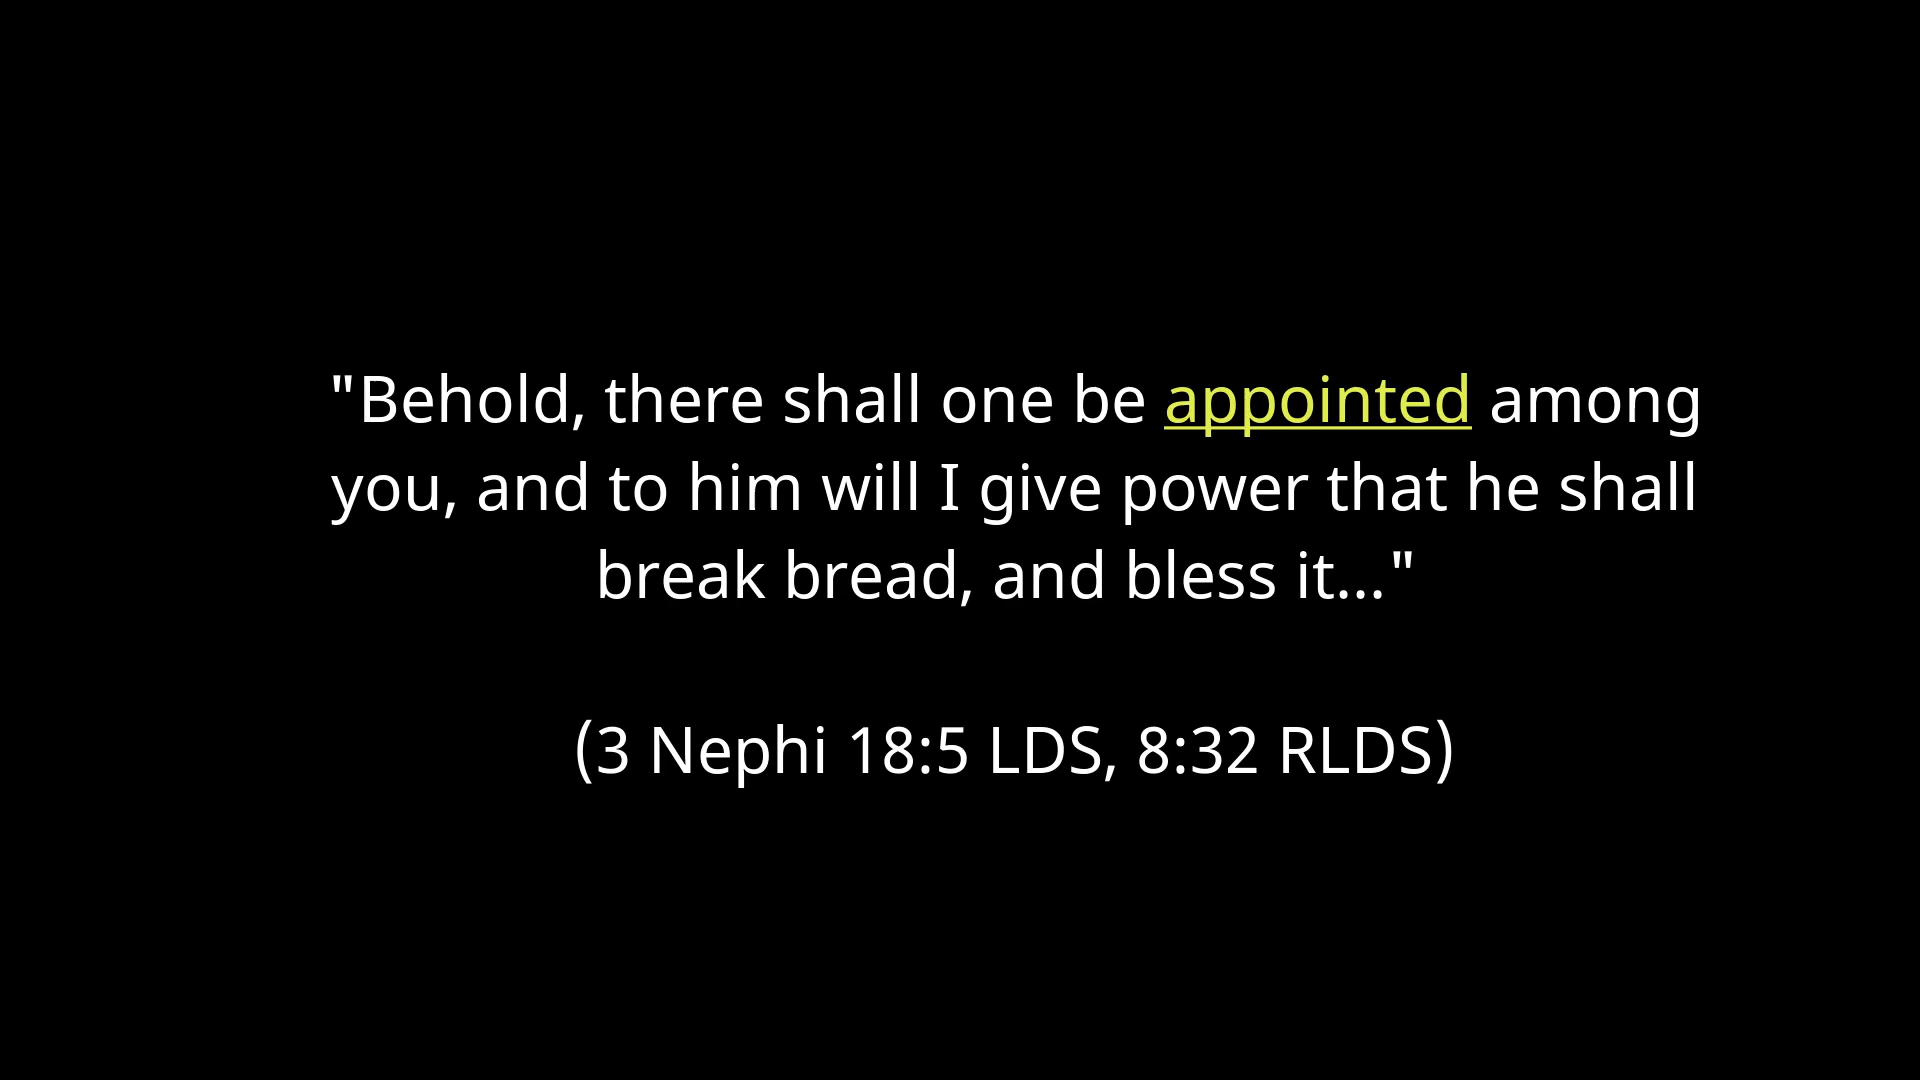 "Behold, there shall one be appointed among
you, and to him will I give power that he shall
break bread, and bless it..."
(3 Nephi 18:5 LDS, 8:32 RLDS)